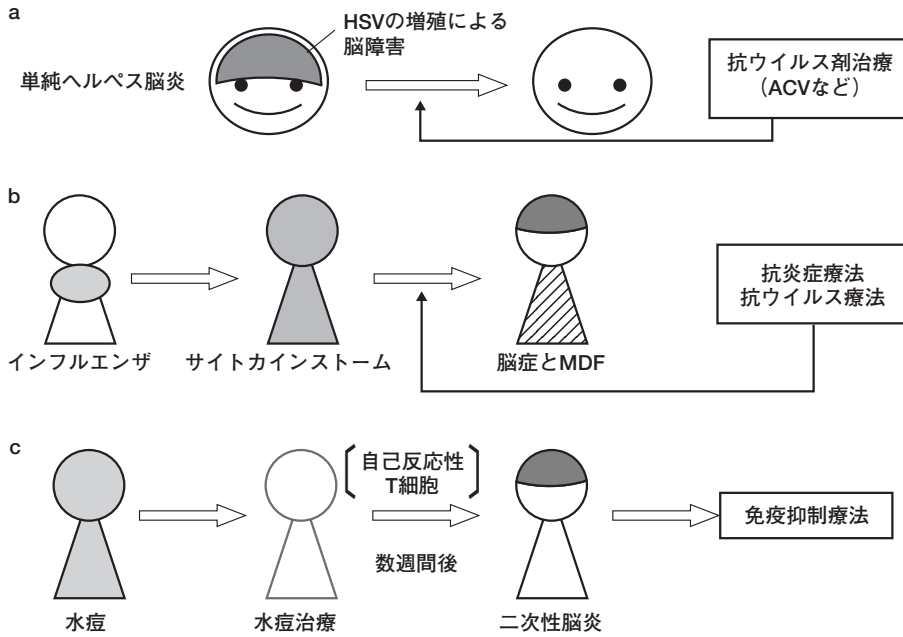 a
HSVの増殖による
脳障害
単純ヘルペス脳炎
抗ウイルス剤治療
（ACVなど）
b
抗炎症療法
抗ウイルス療法
インフルエンザ
サイトカインストーム
脳症とMDF
c
自己反応性
T細胞
免疫抑制療法
数週間後
水痘
水痘治療
二次性脳炎